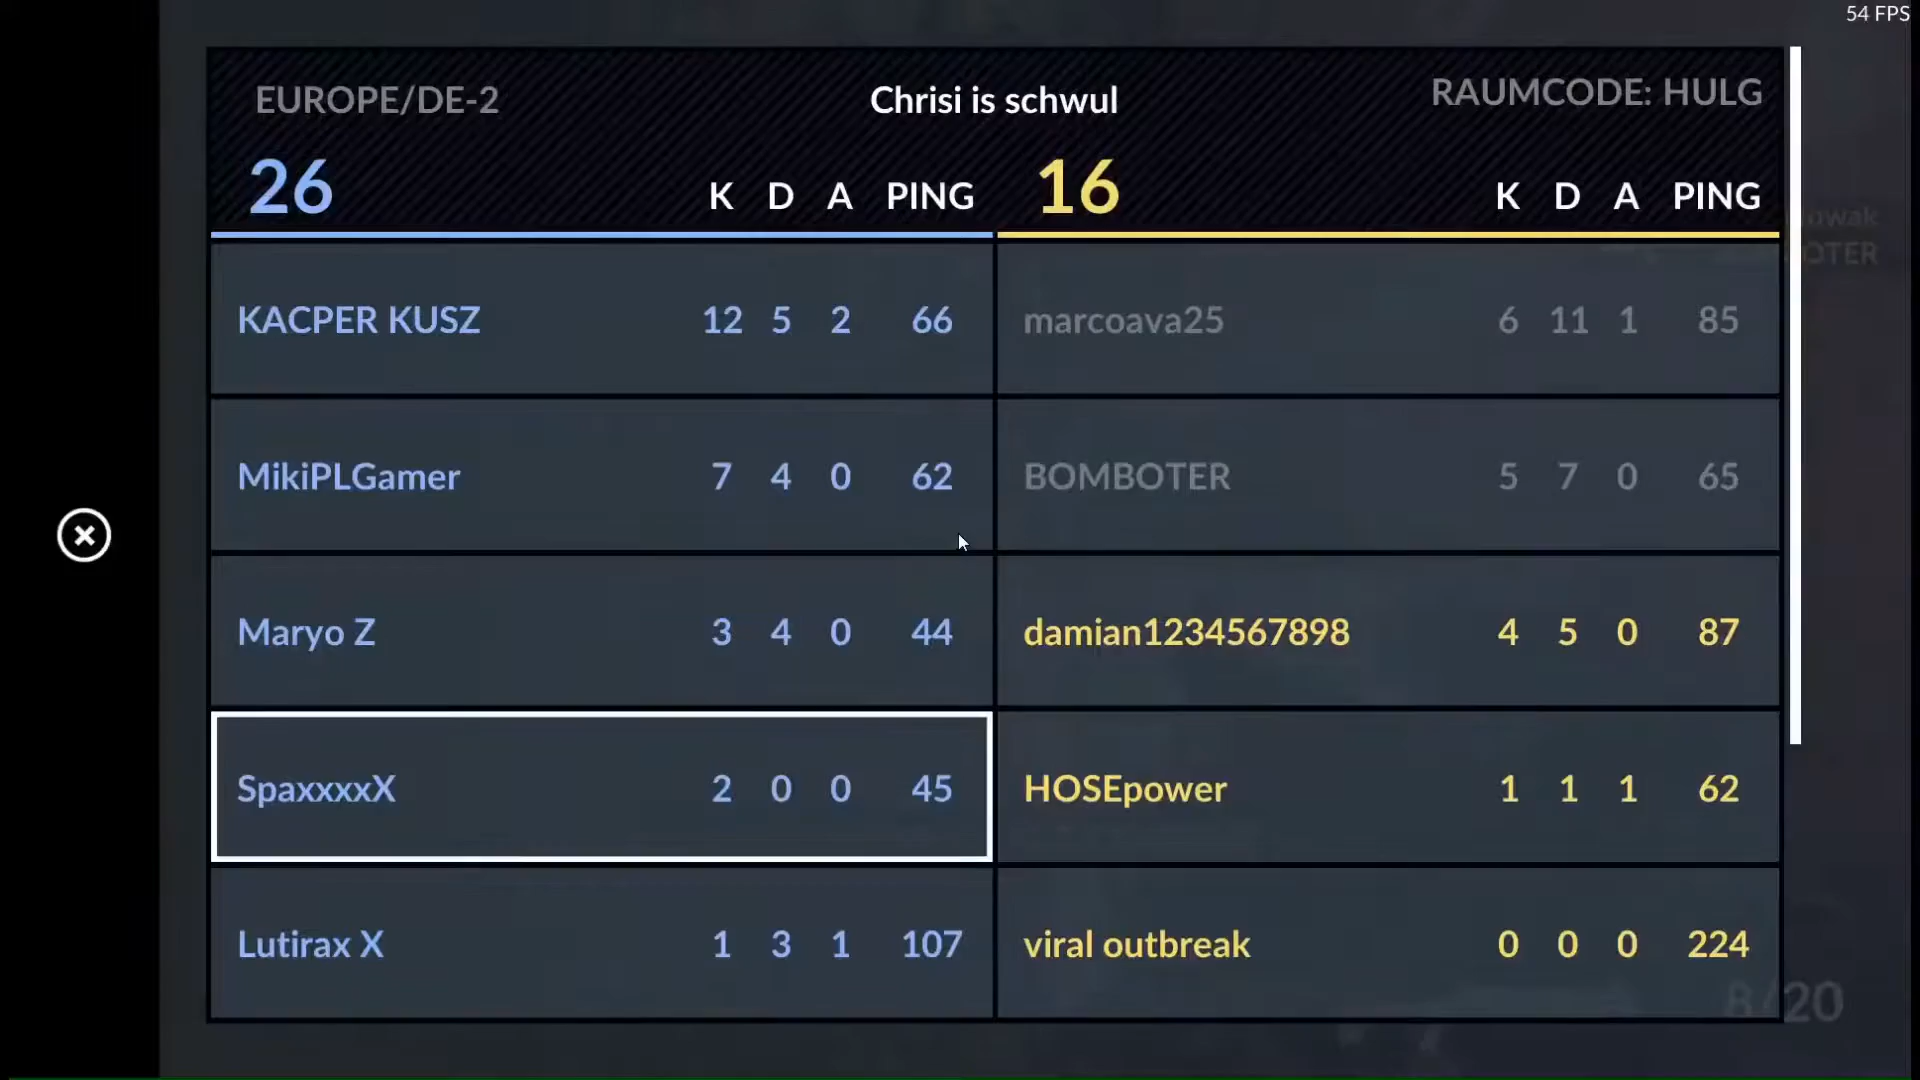 54 FPS
EUROPE/DE-2 Chrisi is schwul RAUMCODE: HULG
26 K D A PING 16 K D A PING
KACPER KUSZ 12 5 2 66 marcoava25 6 11 1 85
MikiPLGamer 7 4 0 62 BOMBOTER 5 7 0 65
Maryo Z 3 4 0 44 damian1234567898 4 5 0 87
SpaxxxxX 2 0 0 45 HOSEpower 1 1 1 62
Lutirax X 1 3 1 107 viral outbreak 0 0 0 224
8/20